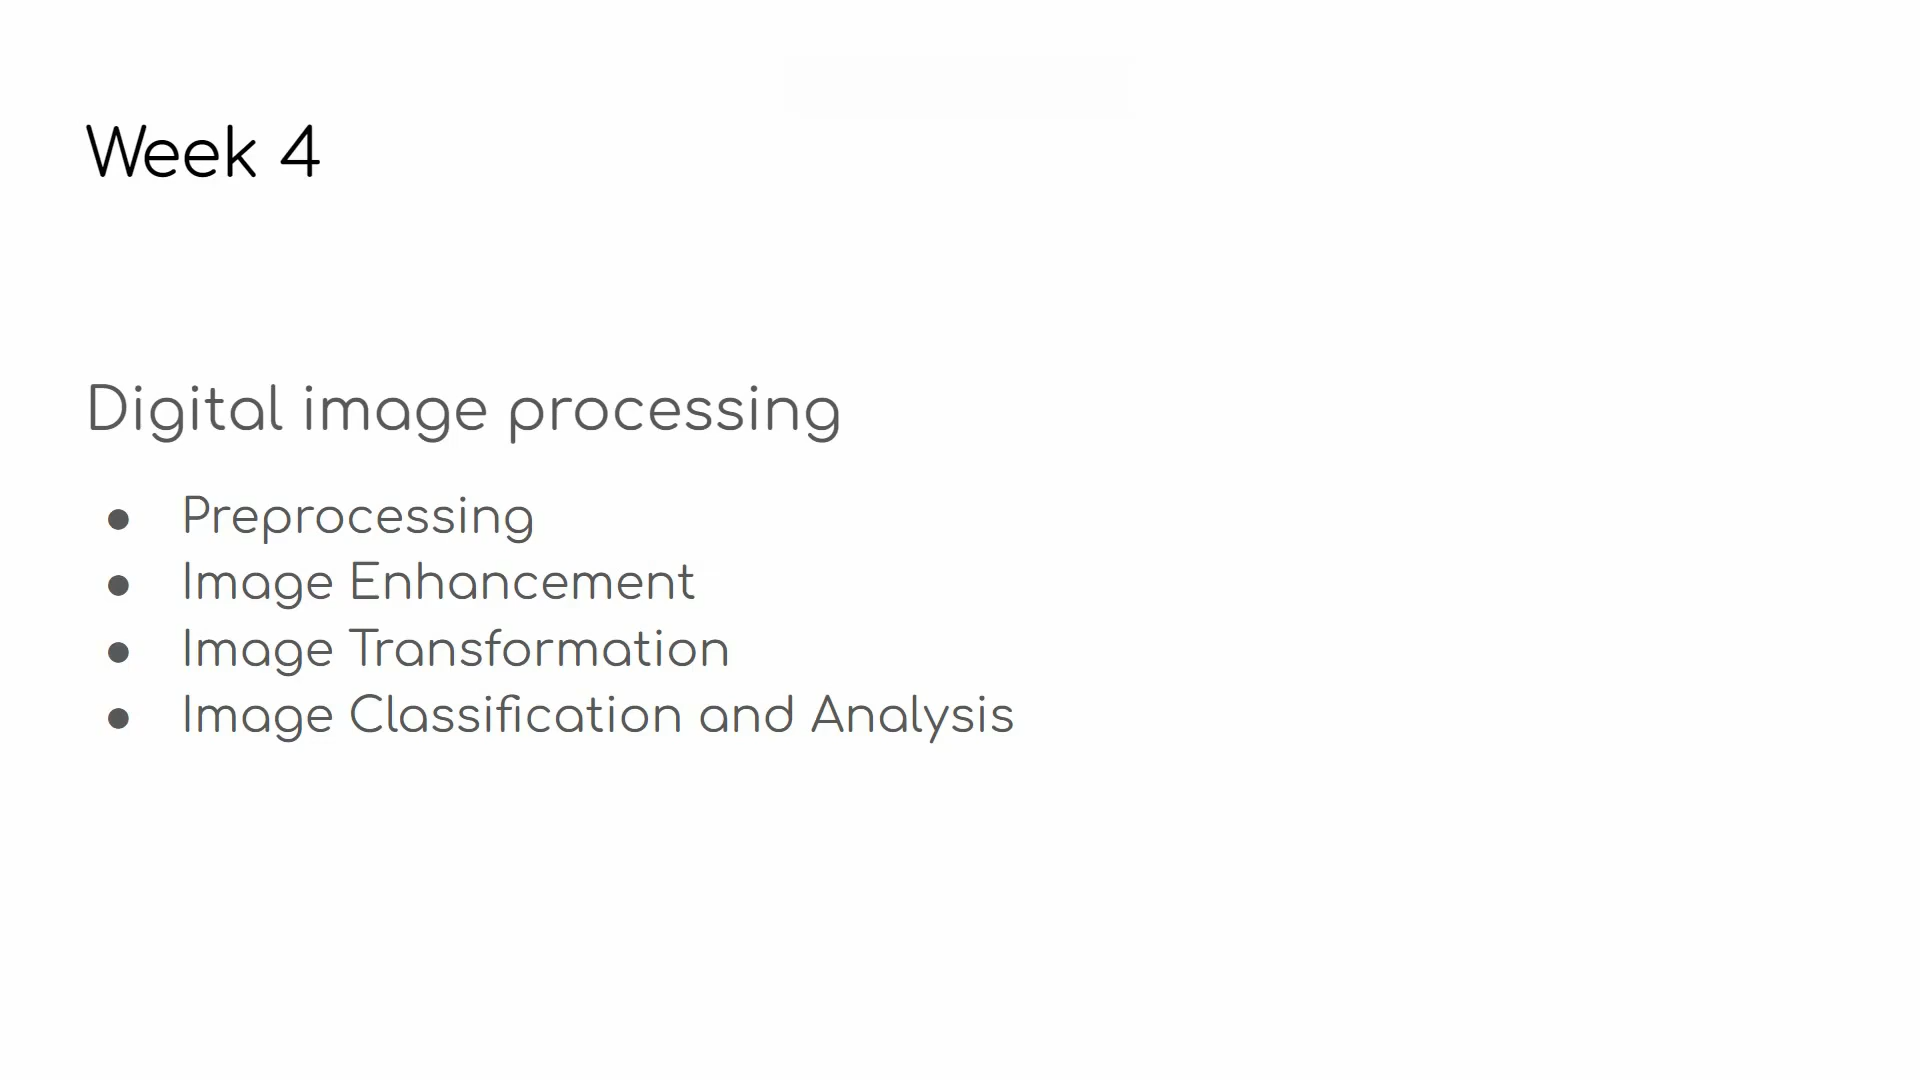 Week 4
Digital image processing
● Preprocessing
● Image Enhancement
● Image Transformation
● Image Classification and Analysis